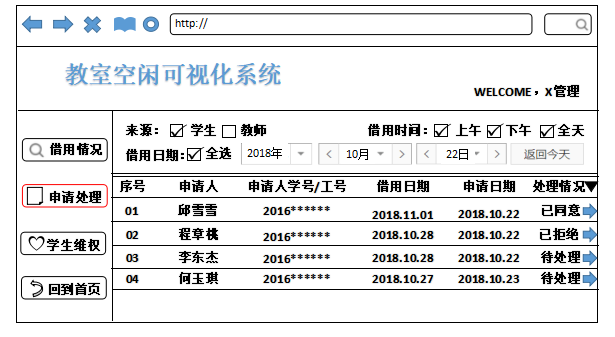 http://
教室空闲可视化系统
WELCOME，X管理
来源： 学生 教师 借用时间： 上午 下午 全天
借用日期： 全选 2018年 10月 22日 返回今天
借用情况
申请处理
学生维权
回到首页
序号 申请人 申请人学号/工号 借用日期 申请日期 处理情况
01 邱雪雪 2016****** 2018.11.01 2018.10.22 已同意
02 程章桃 2016****** 2018.10.28 2018.10.22 已拒绝
03 李东杰 2016****** 2018.10.28 2018.10.22 待处理
04 何玉琪 2016****** 2018.10.27 2018.10.23 待处理